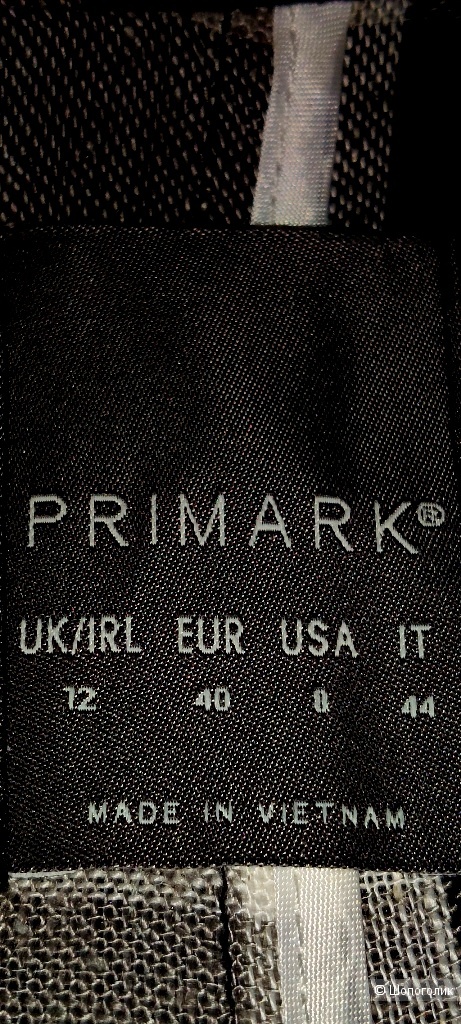 PRIMARK®
UK/IRL EUR USA IT
12 40 8 44
MADE IN VIETNAM
© Шопоголик